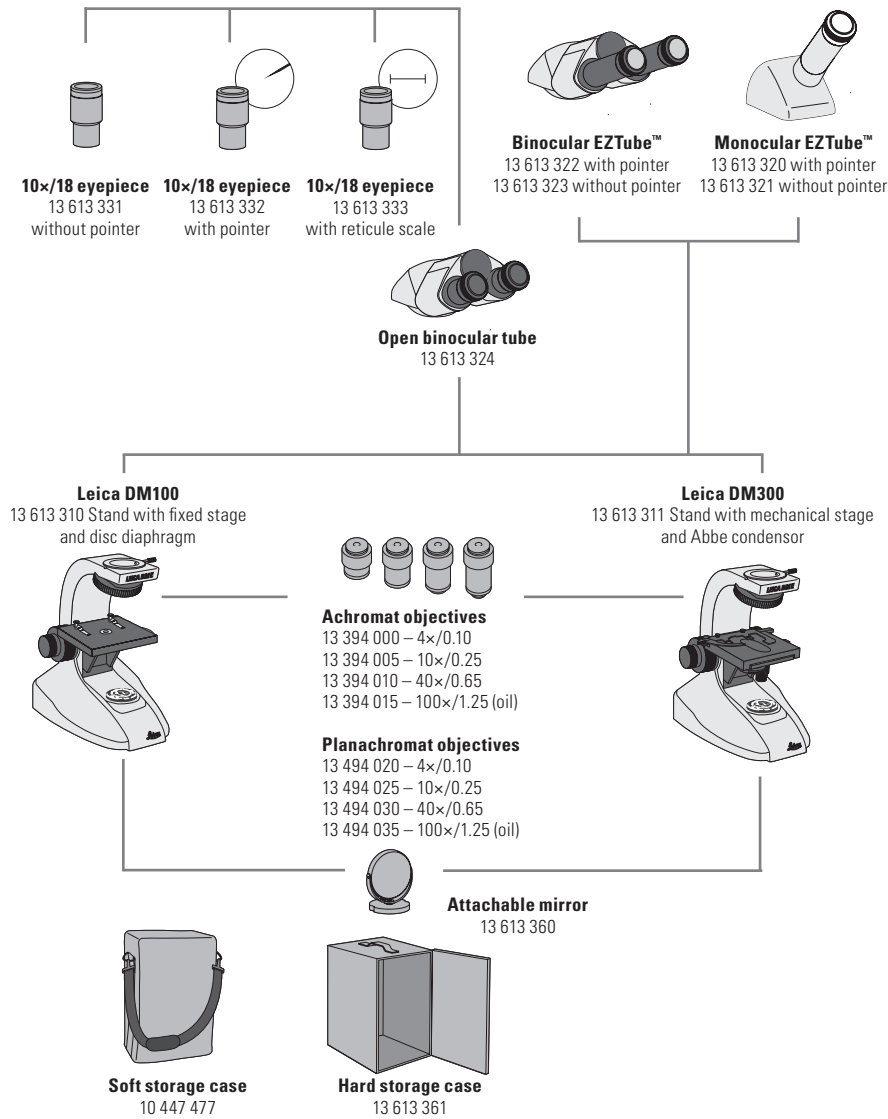 Binocular EZTube™
13 613 322 with pointer
13 613 323 without pointer
Monocular EZTube™
13 613 320 with pointer
13 613 321 without pointer
10×/18 eyepiece
13 613 331
without pointer
10×/18 eyepiece
13 613 332
with pointer
10×/18 eyepiece
13 613 333
with reticule scale
Open binocular tube
13 613 324
Leica DM100
13 613 310 Stand with fixed stage
and disc diaphragm
Leica DM300
13 613 311 Stand with mechanical stage
and Abbe condensor
Achromat objectives
13 394 000 – 4×/0.10
13 394 005 – 10×/0.25
13 394 010 – 40×/0.65
13 394 015 – 100×/1.25 (oil)
Planachromat objectives
13 494 020 – 4×/0.10
13 494 025 – 10×/0.25
13 494 030 – 40×/0.65
13 494 035 – 100×/1.25 (oil)
Leica
Leica
Attachable mirror
13 613 360
Soft storage case
10 447 477
Hard storage case
13 613 361